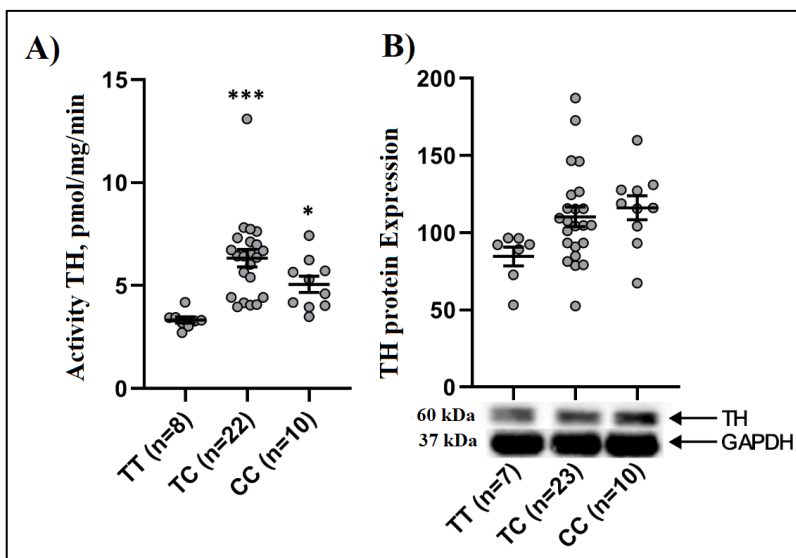 A)
Activity TH, pmol/mg/min
15
10
5
0
***
*
TT (n=8)
TC (n=22)
CC (n=10)
B)
TH protein Expression
200
150
100
50
0
60 kDa
TH
37 kDa
GAPDH
TT (n=7)
TC (n=23)
CC (n=10)